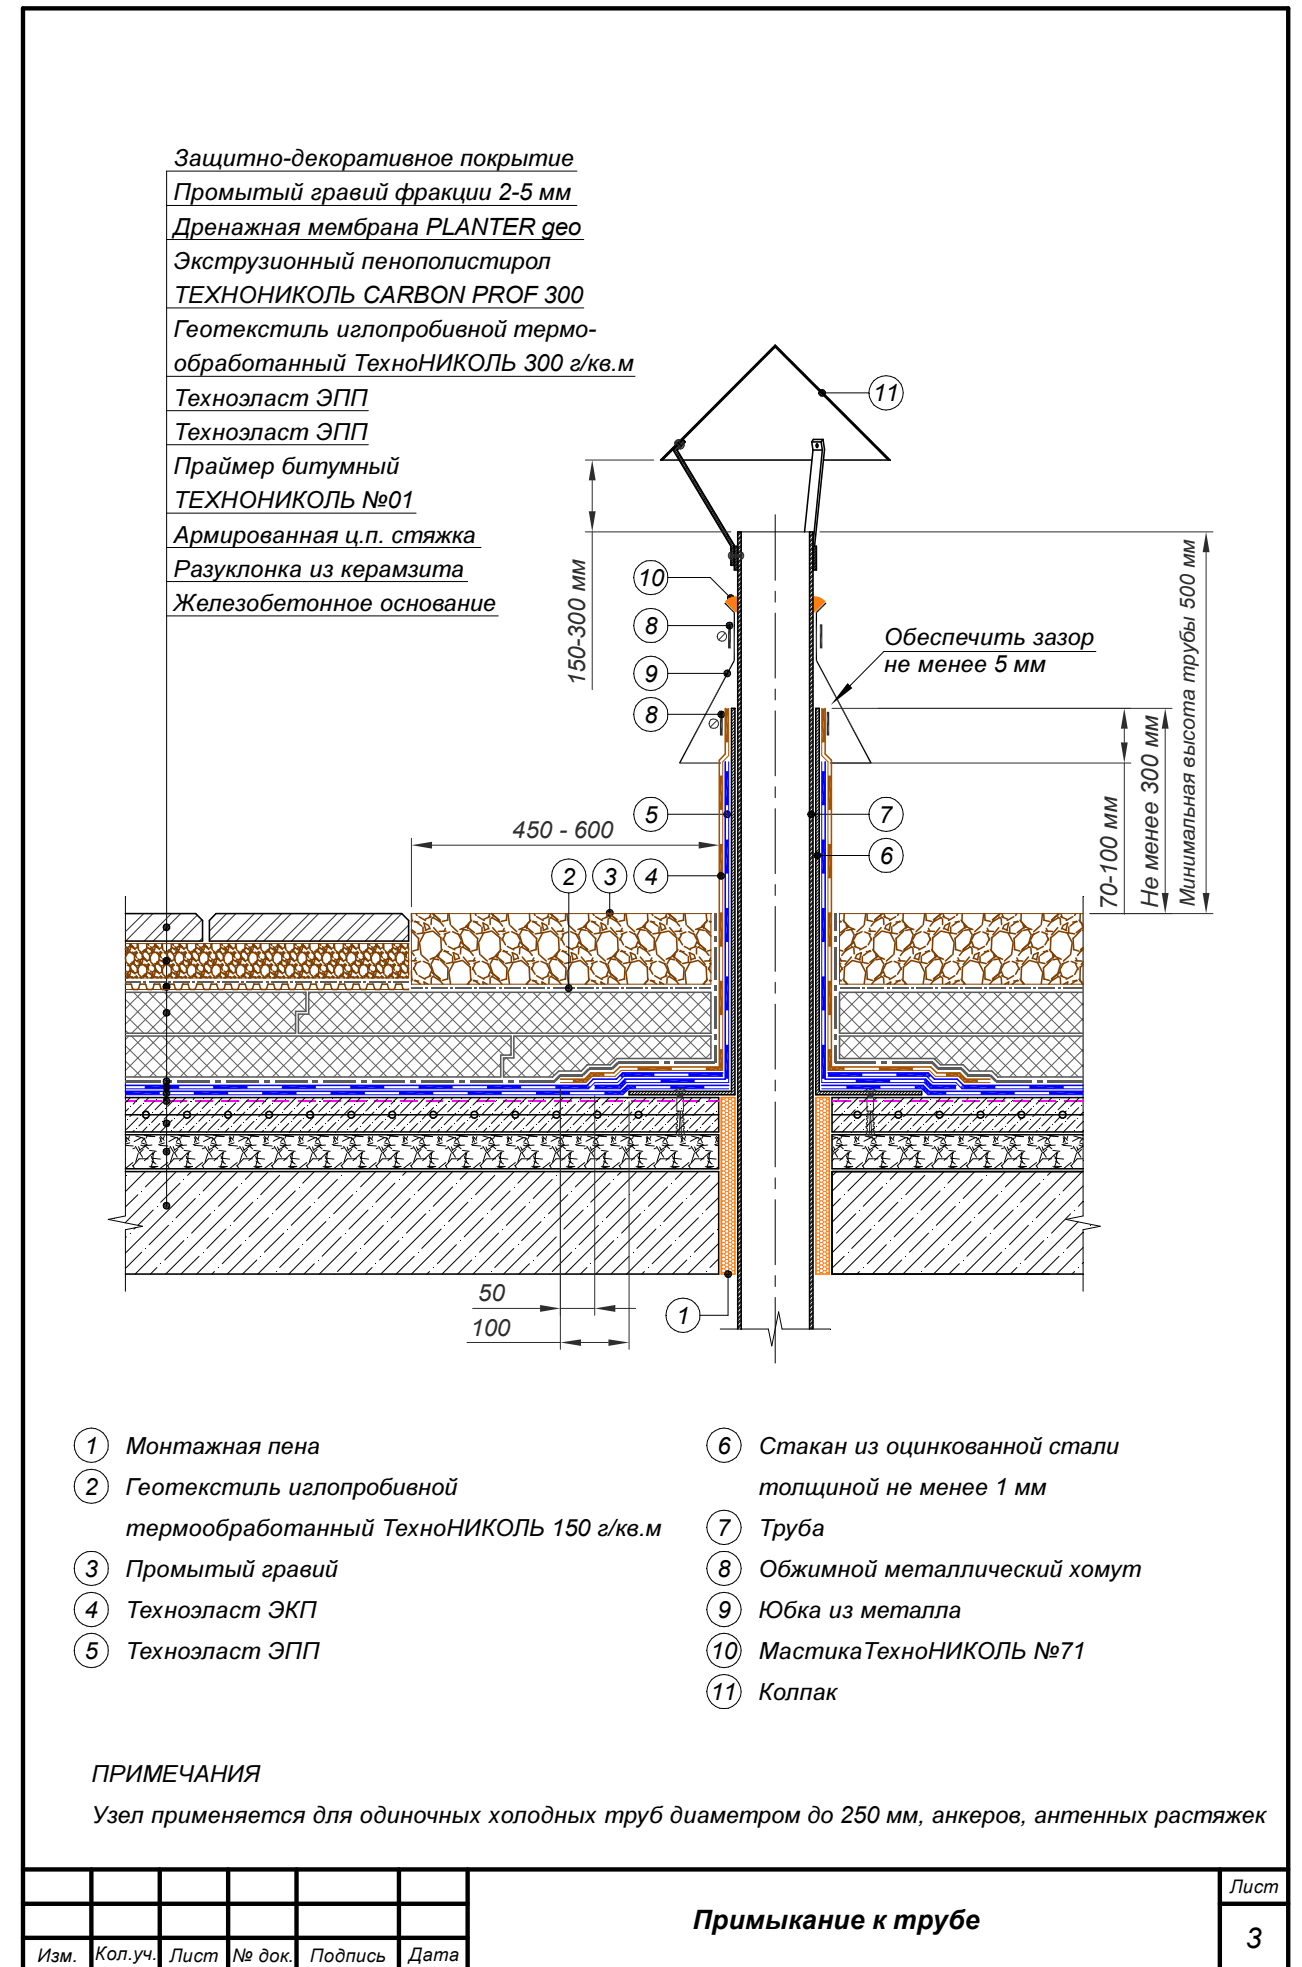 Защитно-декоративное покрытие
Промытый гравий фракции 2-5 мм
Дренажная мембрана PLANTER geo
Экструзионный пенополистирол
ТЕХНОНИКОЛЬ CARBON PROF 300
Геотекстиль иглопробивной термо-
обработанный ТехноНИКОЛЬ 300 г/кв.м
Техноэласт ЭПП
Техноэласт ЭПП
Праймер битумный
ТЕХНОНИКОЛЬ №01
Армированная ц.п. стяжка
Разуклонка из керамзита
Железобетонное основание
11
150-300 мм
10
8
9
8
Обеспечить зазор
не менее 5 мм
Минимальная высота трубы 500 мм
Не менее 300 мм
70-100 мм
5
7
450 - 600
6
2
3
4
50
100
1
1 Монтажная пена
2 Геотекстиль иглопробивной
термообработанный ТехноНИКОЛЬ 150 г/кв.м
3 Промытый гравий
4 Техноэласт ЭКП
5 Техноэласт ЭПП
6 Стакан из оцинкованной стали
толщиной не менее 1 мм
7 Труба
8 Обжимной металлический хомут
9 Юбка из металла
10 МастикаТехноНИКОЛЬ №71
11 Колпак
ПРИМЕЧАНИЯ
Узел применяется для одиночных холодных труб диаметром до 250 мм, анкеров, антенных растяжек
Изм. Кол.уч. Лист № док. Подпись Дата
Примыкание к трубе
Лист
3